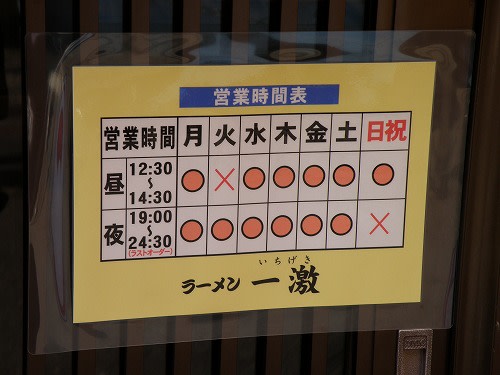 営業時間表
営業時間 月 火 水 木 金 土 日祝
昼 12:30～14:30 ○ × ○ ○ ○ ○ ○
夜 19:00～24:30 (ラストオーダー) ○ ○ ○ ○ ○ ○ ×
いちげき
ラーメン 一激